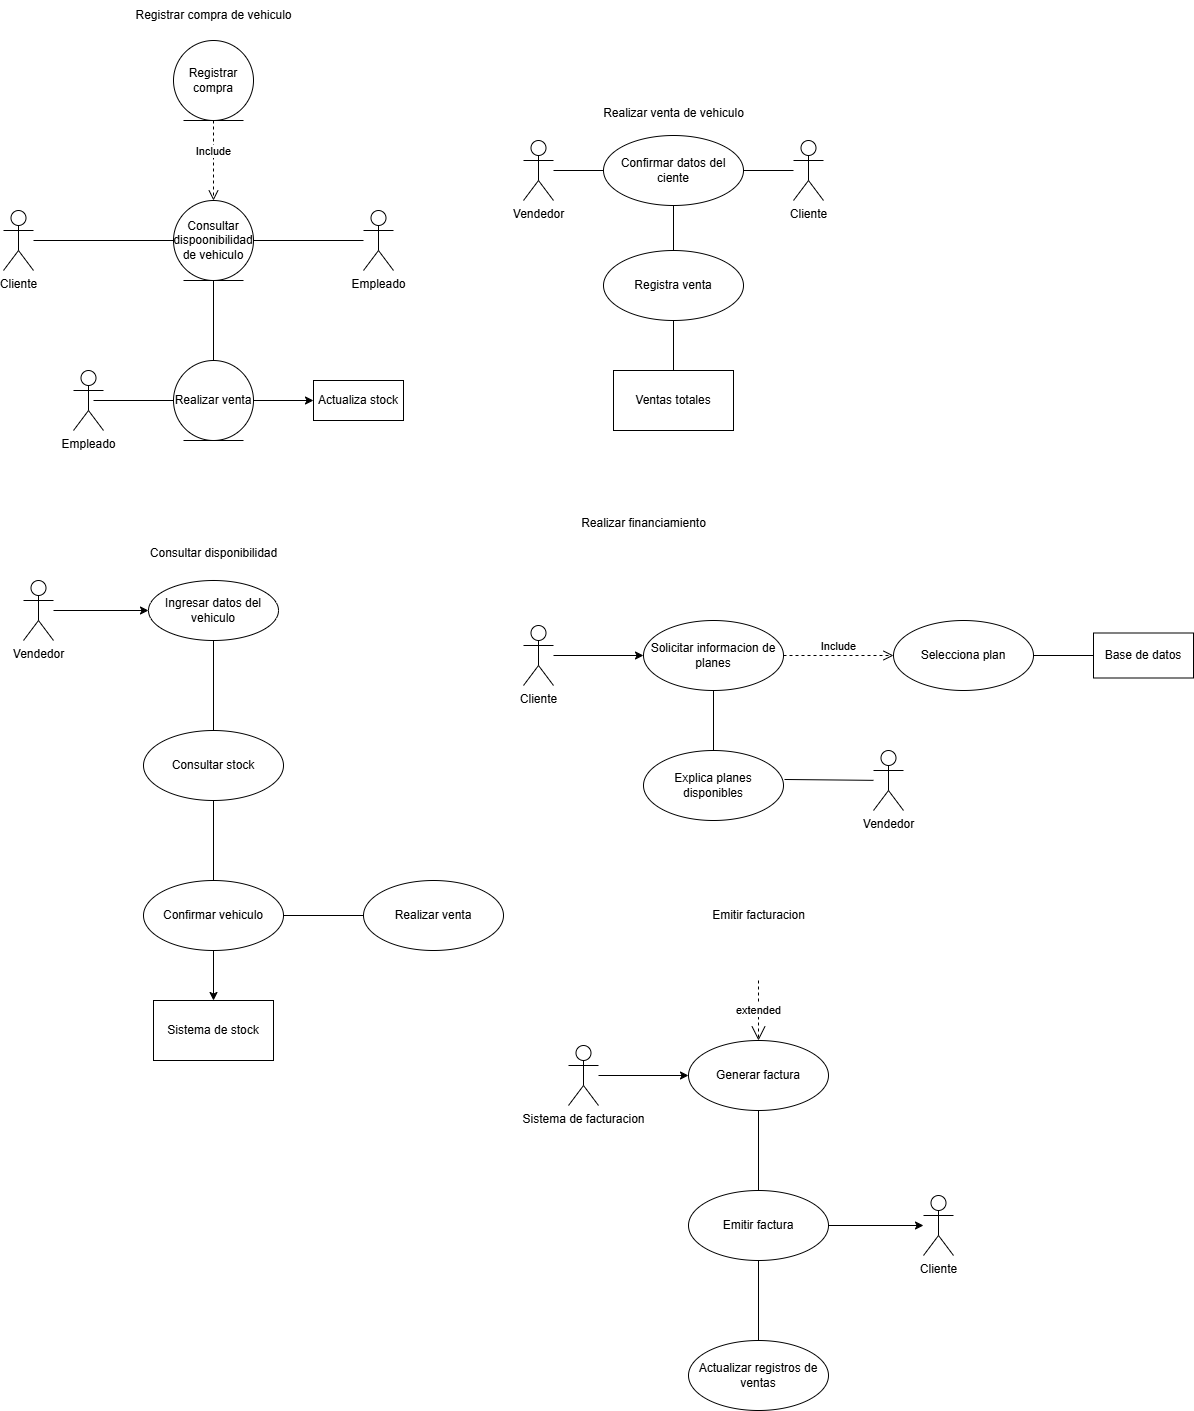 Registrar compra de vehiculo
Registrar
compra
Include
Consultar
dispoonibilidad
de vehiculo
Cliente
Empleado
Realizar venta
Actualiza stock
Empleado
Realizar venta de vehiculo
Confirmar datos del
ciente
Vendedor
Cliente
Registra venta
Ventas totales
Consultar disponibilidad
Ingresar datos del
vehiculo
Vendedor
Consultar stock
Confirmar vehiculo
Realizar venta
Sistema de stock
Realizar financiamiento
Solicitar informacion de
planes
Include
Selecciona plan
Base de datos
Cliente
Explica planes
disponibles
Vendedor
Emitir facturacion
extended
Generar factura
Sistema de facturacion
Emitir factura
Cliente
Actualizar registros de
ventas